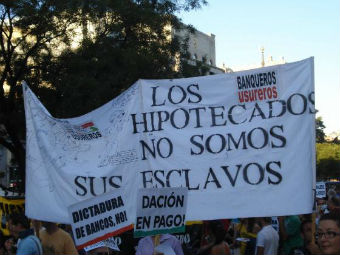 BANQUEROS
usureros
LOS
HIPOTECADOS
NO SOMOS
SUS ESCLAVOS
DICTADURA
DE BANCOS, NO!
DACIÓN
EN PAGO!